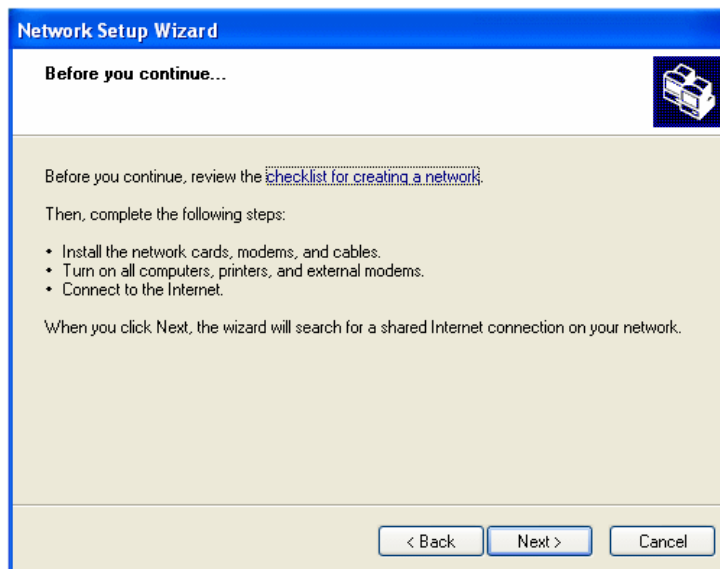 Network Setup Wizard
Before you continue...
Before you continue, review the checklist for creating a network.
Then, complete the following steps:
• Install the network cards, modems, and cables.
• Turn on all computers, printers, and external modems.
• Connect to the Internet.
When you click Next, the wizard will search for a shared Internet connection on your network.
< Back Next > Cancel